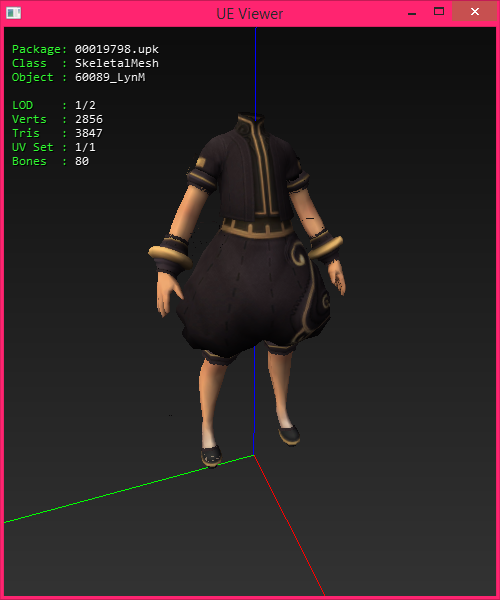 UE Viewer
Package: 00019798.upk
Class : SkeletalMesh
Object : 60089_LynM
LOD : 1/2
Verts : 2856
Tris : 3847
UV Set : 1/1
Bones : 80